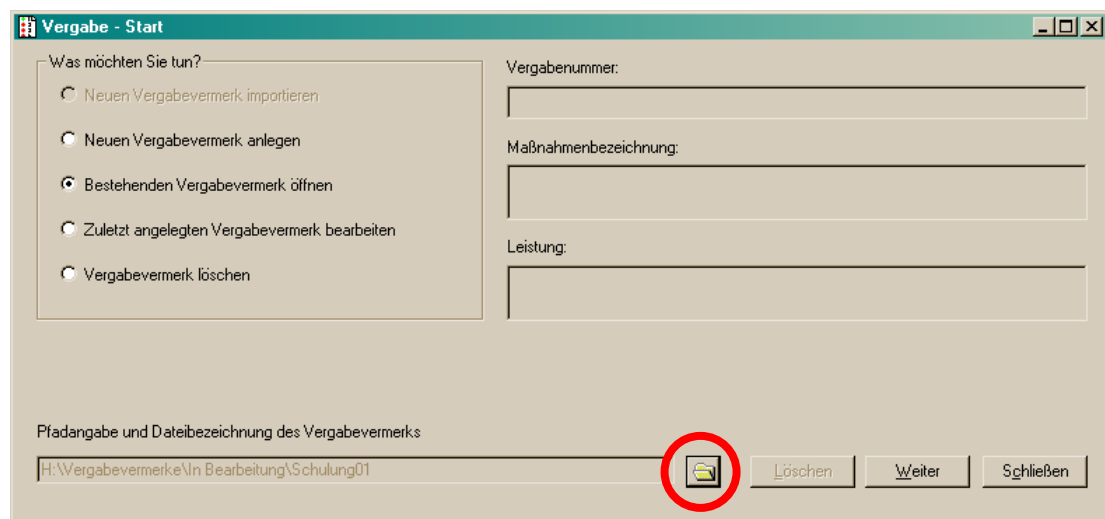 Vergabe - Start
Was möchten Sie tun?
Neuen Vergabevermerk importieren
Neuen Vergabevermerk anlegen
Bestehenden Vergabevermerk öffnen
Zuletzt angelegten Vergabevermerk bearbeiten
Vergabevermerk löschen
Vergabenummer:
Maßnahmenbezeichnung:
Leistung:
Pfadangabe und Dateibezeichnung des Vergabevermerks
H:\Vergabevermerke\In Bearbeitung\Schulung01
Löschen
Weiter
Schließen